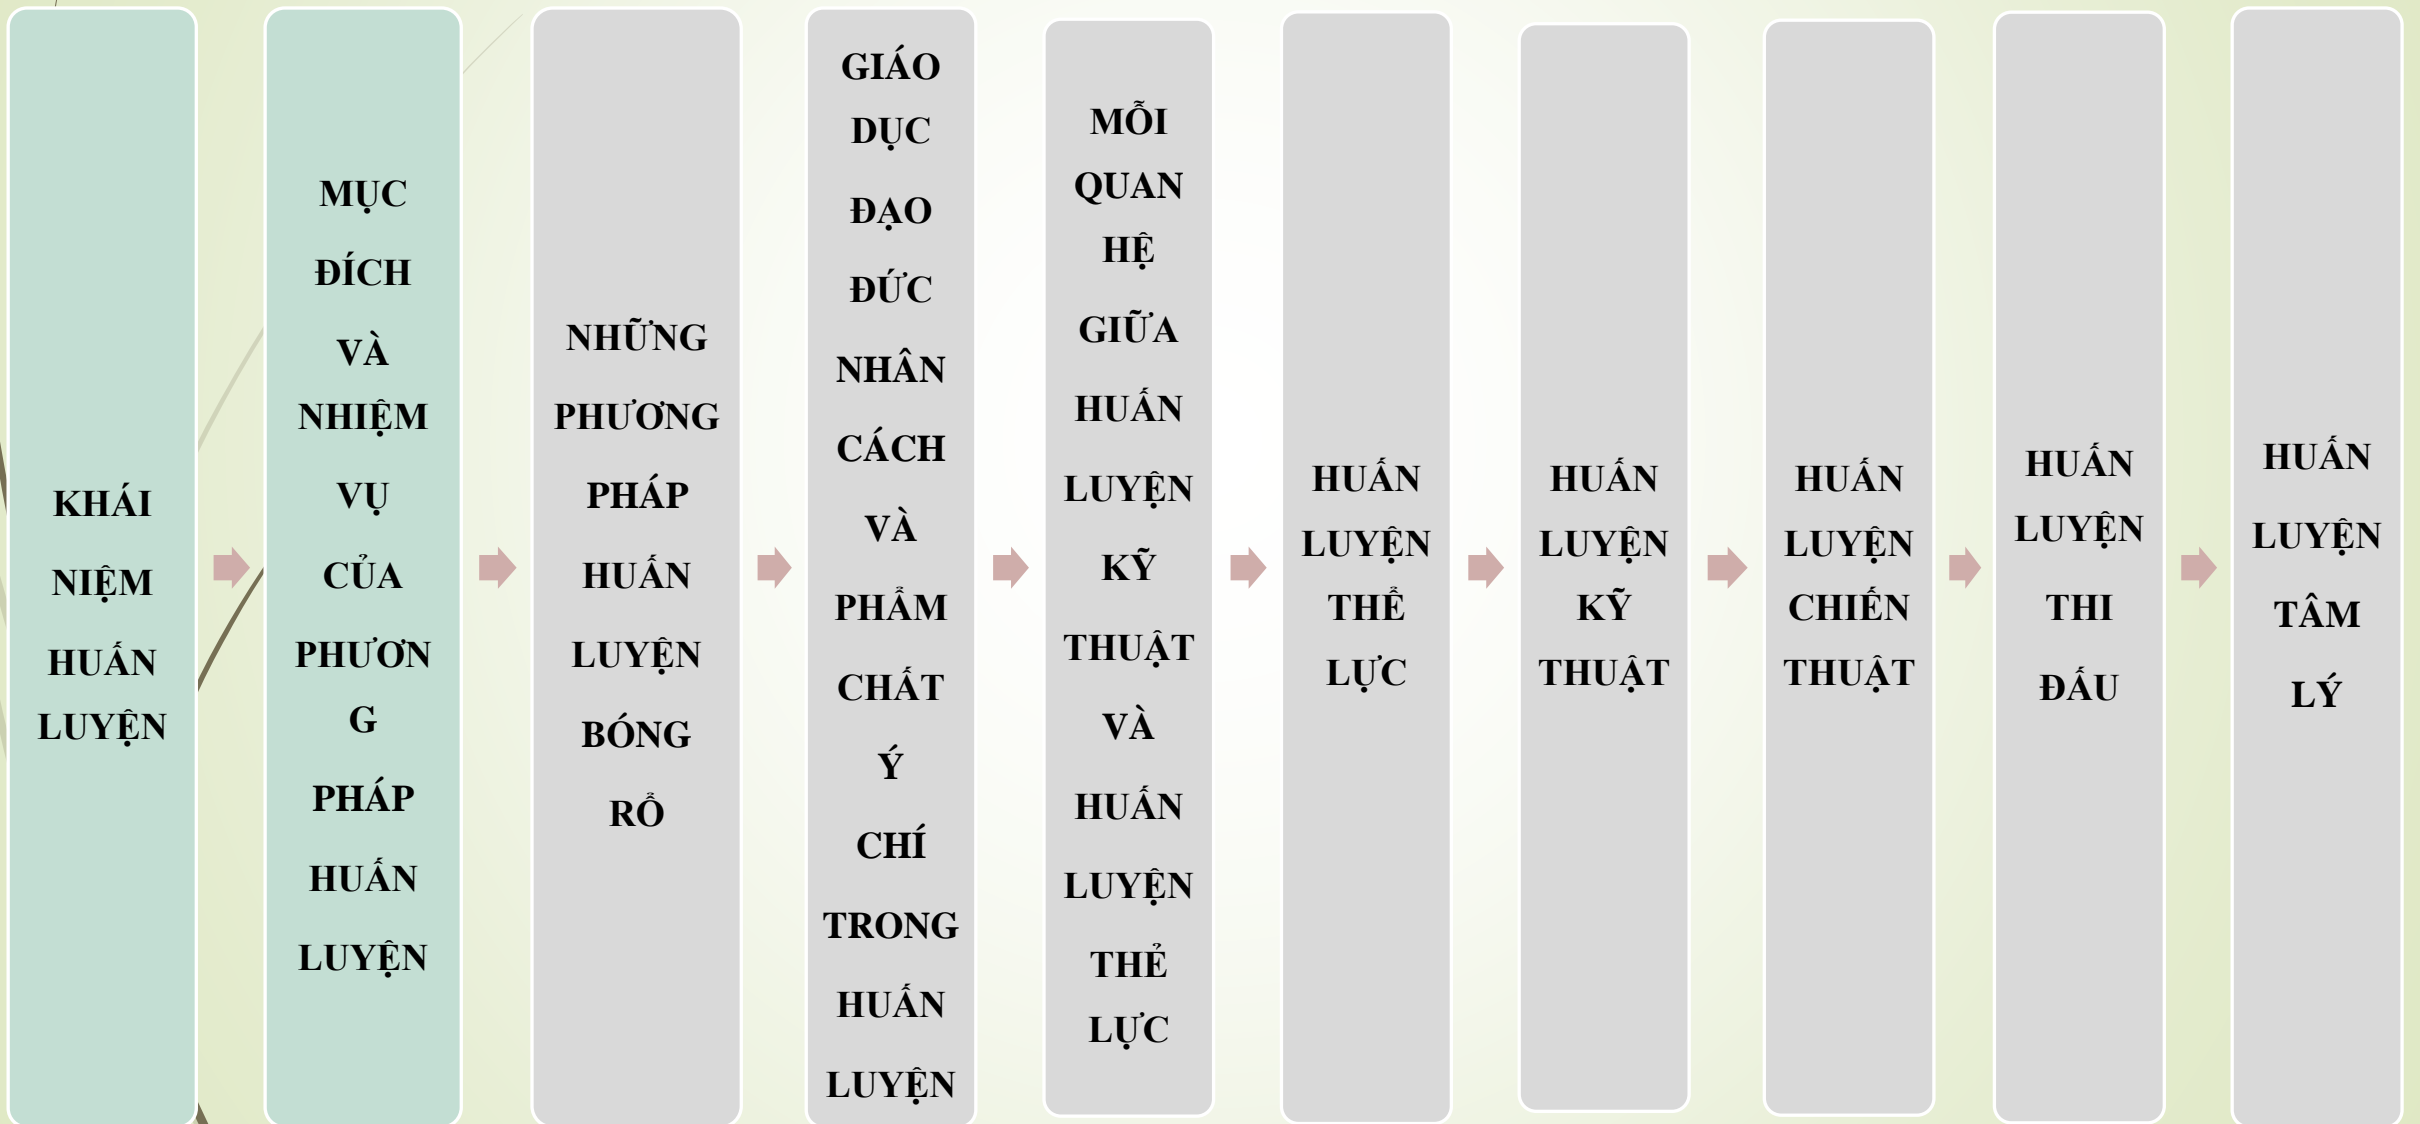 KHÁI
NIỆM
HUẤN
LUYỆN
MỤC
ĐÍCH
VÀ
NHIỆM
VỤ
CỦA
PHƯƠN
G
PHÁP
HUẤN
LUYỆN
NHỮNG
PHƯƠNG
PHÁP
HUẤN
LUYỆN
BÓNG
RỔ
GIÁO
DỤC
ĐẠO
ĐỨC
NHÂN
CÁCH
VÀ
PHẨM
CHẤT
Ý
CHÍ
TRONG
HUẤN
LUYỆN
MỖI
QUAN
HỆ
GIỮA
HUẤN
LUYỆN
KỸ
THUẬT
VÀ
HUẤN
LUYỆN
THẺ
LỰC
HUẤN
LUYỆN
THỂ
LỰC
HUẤN
LUYỆN
KỸ
THUẬT
HUẤN
LUYỆN
CHIẾN
THUẬT
HUẤN
LUYỆN
THI
ĐẤU
HUẤN
LUYỆN
TÂM
LÝ